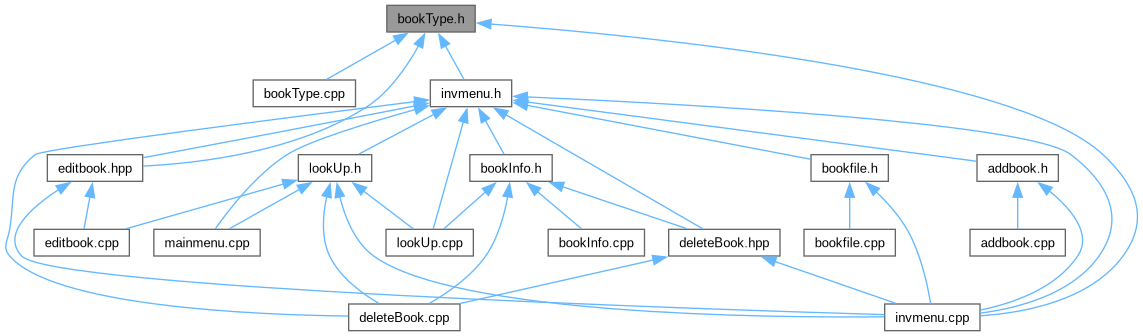 bookType.h
bookType.cpp
invmenu.h
editbook.hpp
lookUp.h
bookInfo.h
bookfile.h
addbook.h
editbook.cpp
mainmenu.cpp
lookUp.cpp
bookInfo.cpp
deleteBook.hpp
bookfile.cpp
addbook.cpp
deleteBook.cpp
invmenu.cpp